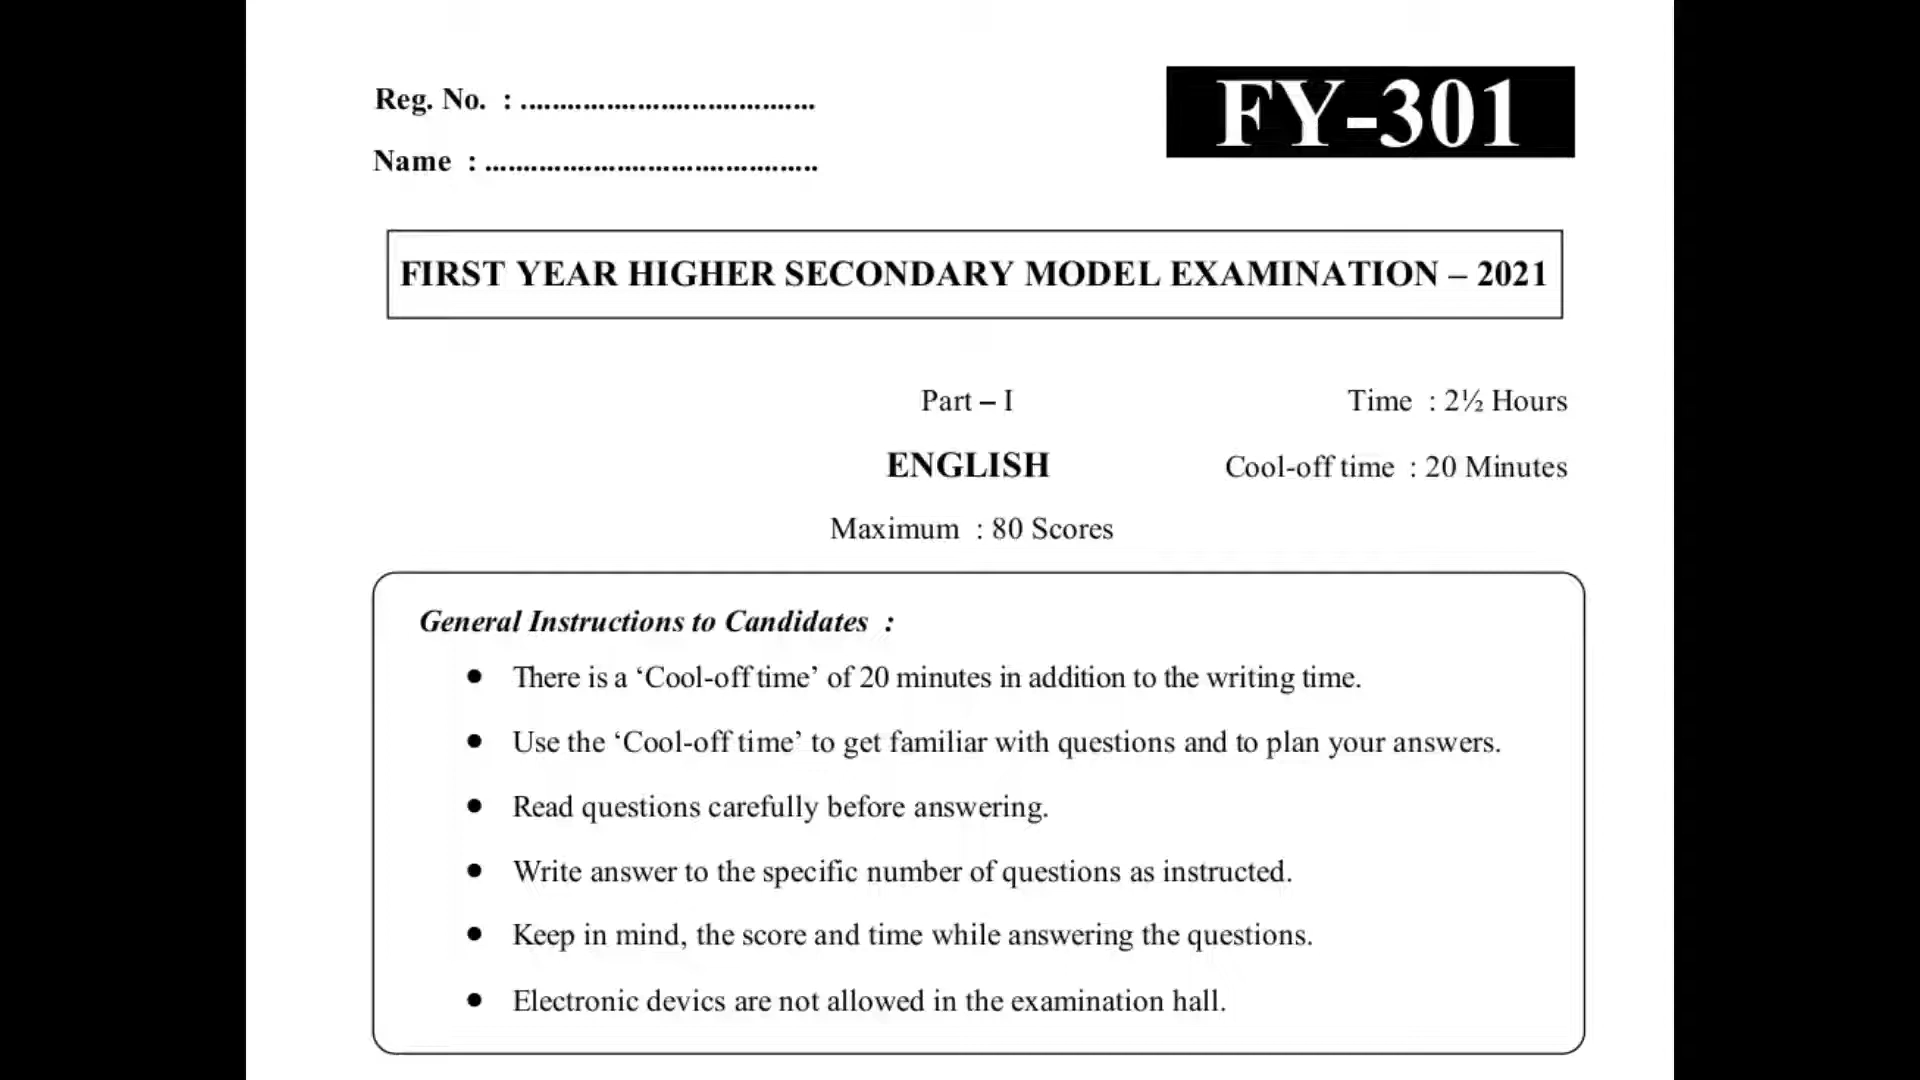 Reg. No. : ......................................
FY-301
Name : ...........................................
FIRST YEAR HIGHER SECONDARY MODEL EXAMINATION – 2021
Part – I
Time : 2½ Hours
ENGLISH
Cool-off time : 20 Minutes
Maximum : 80 Scores
General Instructions to Candidates :
● There is a ‘Cool-off time’ of 20 minutes in addition to the writing time.
● Use the ‘Cool-off time’ to get familiar with questions and to plan your answers.
● Read questions carefully before answering.
● Write answer to the specific number of questions as instructed.
● Keep in mind, the score and time while answering the questions.
● Electronic devics are not allowed in the examination hall.